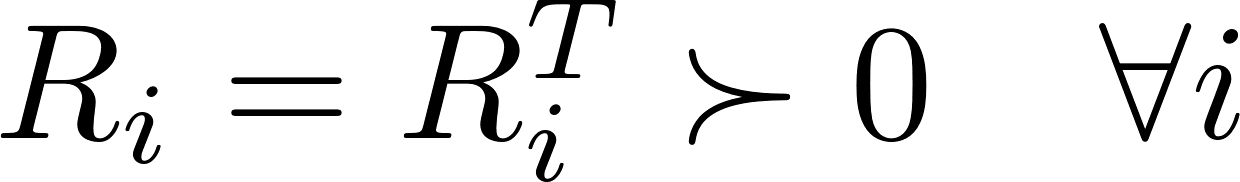 R_i = R_i^T ≻ 0 ∀i